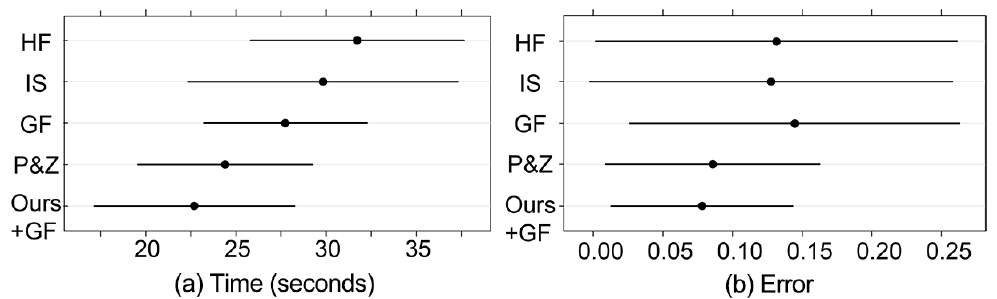 HF
IS
GF
P&Z
Ours
+GF
20 25 30 35
(a) Time (seconds)
HF
IS
GF
P&Z
Ours
+GF
0.00 0.05 0.10 0.15 0.20 0.25
(b) Error